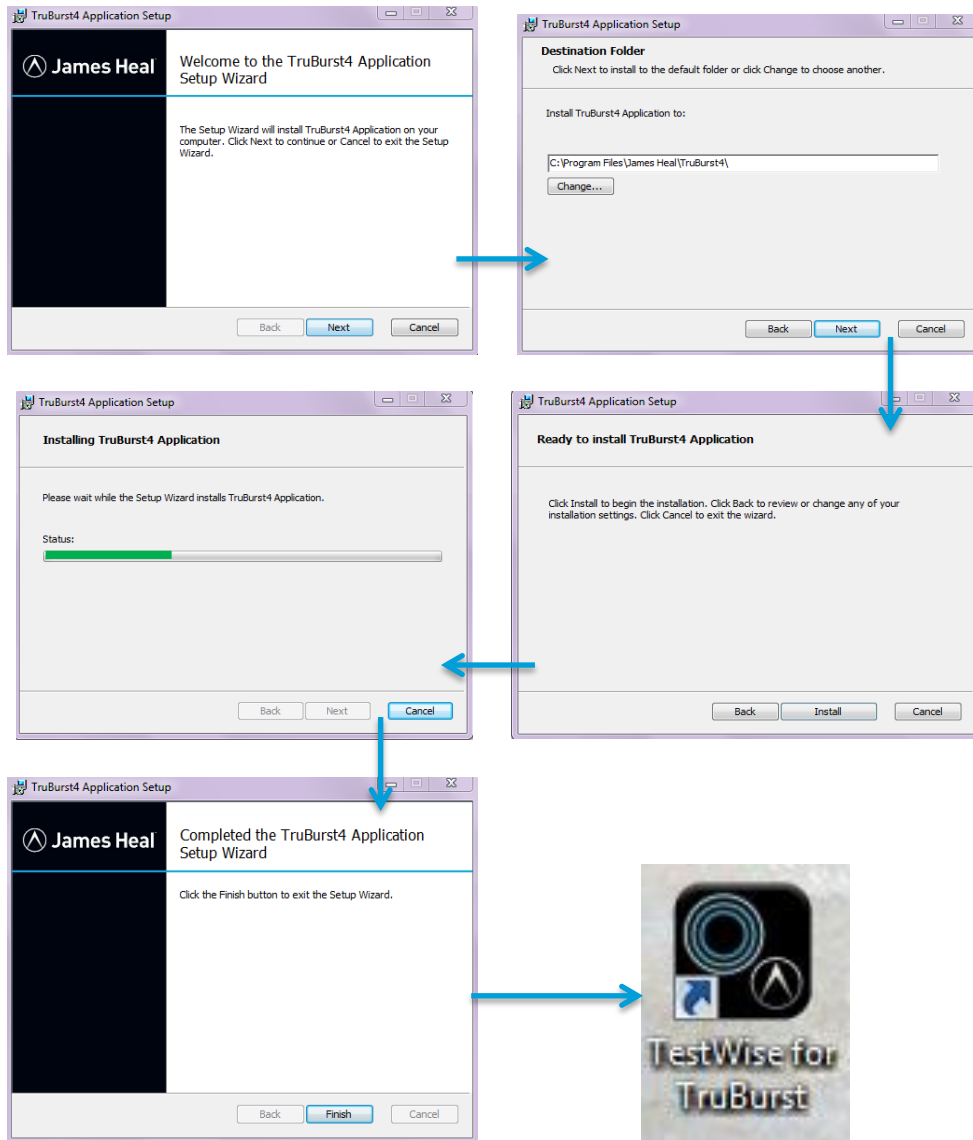 TruBurst4 Application Setup
James Heal
Welcome to the TruBurst4 Application
Setup Wizard
The Setup Wizard will install TruBurst4 Application on your
computer. Click Next to continue or Cancel to exit the Setup
Wizard.
Back Next Cancel
TruBurst4 Application Setup
Destination Folder
Click Next to install to the default folder or click Change to choose another.
Install TruBurst4 Application to:
C:\Program Files\James Heal\TruBurst4\
Change...
Back Next Cancel
TruBurst4 Application Setup
Ready to install TruBurst4 Application
Click Install to begin the installation. Click Back to review or change any of your
installation settings. Click Cancel to exit the wizard.
Back Install Cancel
TruBurst4 Application Setup
Installing TruBurst4 Application
Please wait while the Setup Wizard installs TruBurst4 Application.
Status:
Back Next Cancel
TruBurst4 Application Setup
James Heal
Completed the TruBurst4 Application
Setup Wizard
Click the Finish button to exit the Setup Wizard.
Back Finish Cancel
TestWise for
TruBurst